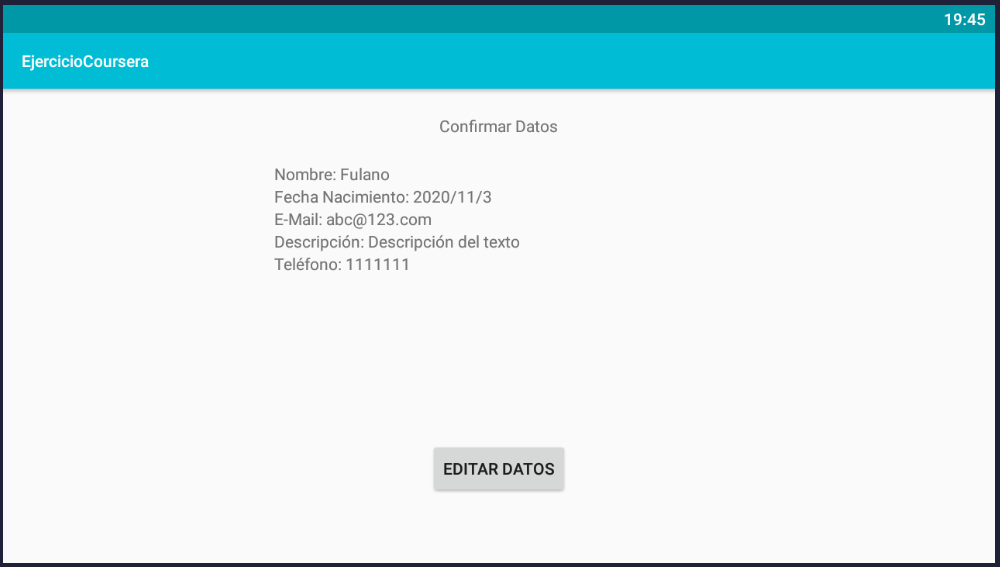 19:45
EjercicioCoursera
Confirmar Datos
Nombre: Fulano
Fecha Nacimiento: 2020/11/3
E-Mail: abc@123.com
Descripción: Descripción del texto
Teléfono: 1111111
EDITAR DATOS